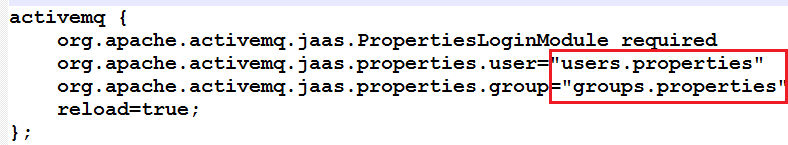 activemq {
org.apache.activemq.jaas.PropertiesLoginModule required
org.apache.activemq.jaas.properties.user="users.properties"
org.apache.activemq.jaas.properties.group="groups.properties"
reload=true;
};